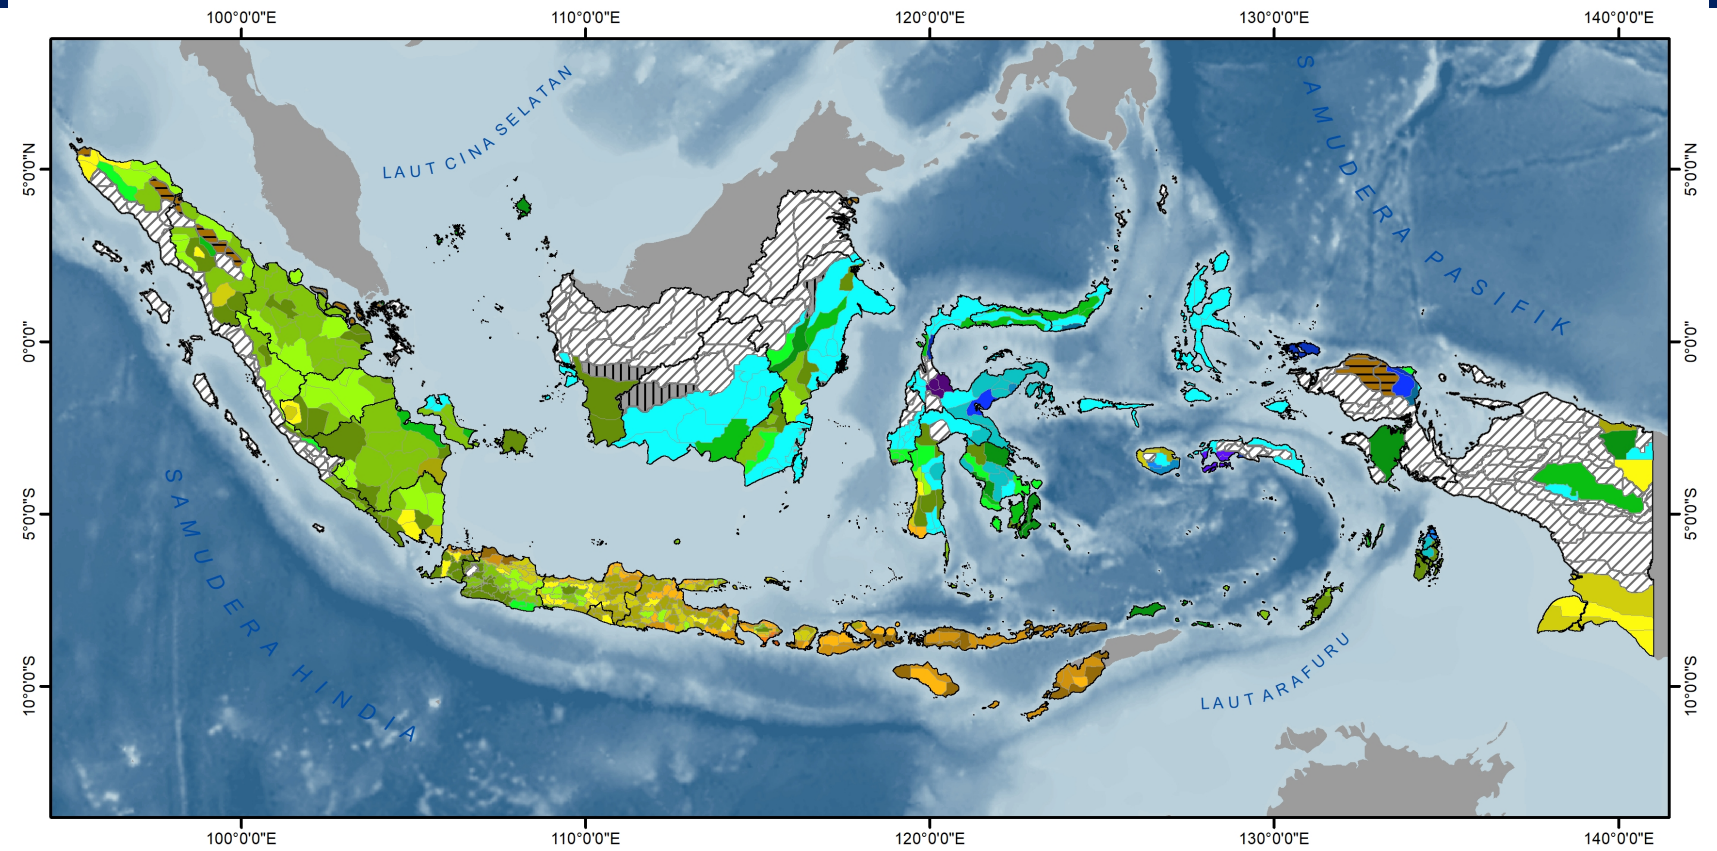 100°0'0"E 110°0'0"E 120°0'0"E 130°0'0"E 140°0'0"E
5°0'0"N
0°0'0"
5°0'0"S
10°0'0"S
LAUT CINA SELATAN
SAMUDERA PASIFIK
SAMUDERA HINDIA
LAUT ARAFURU
5°0'0"N
0°0'0"
5°0'0"S
10°0'0"S
100°0'0"E 110°0'0"E 120°0'0"E 130°0'0"E 140°0'0"E